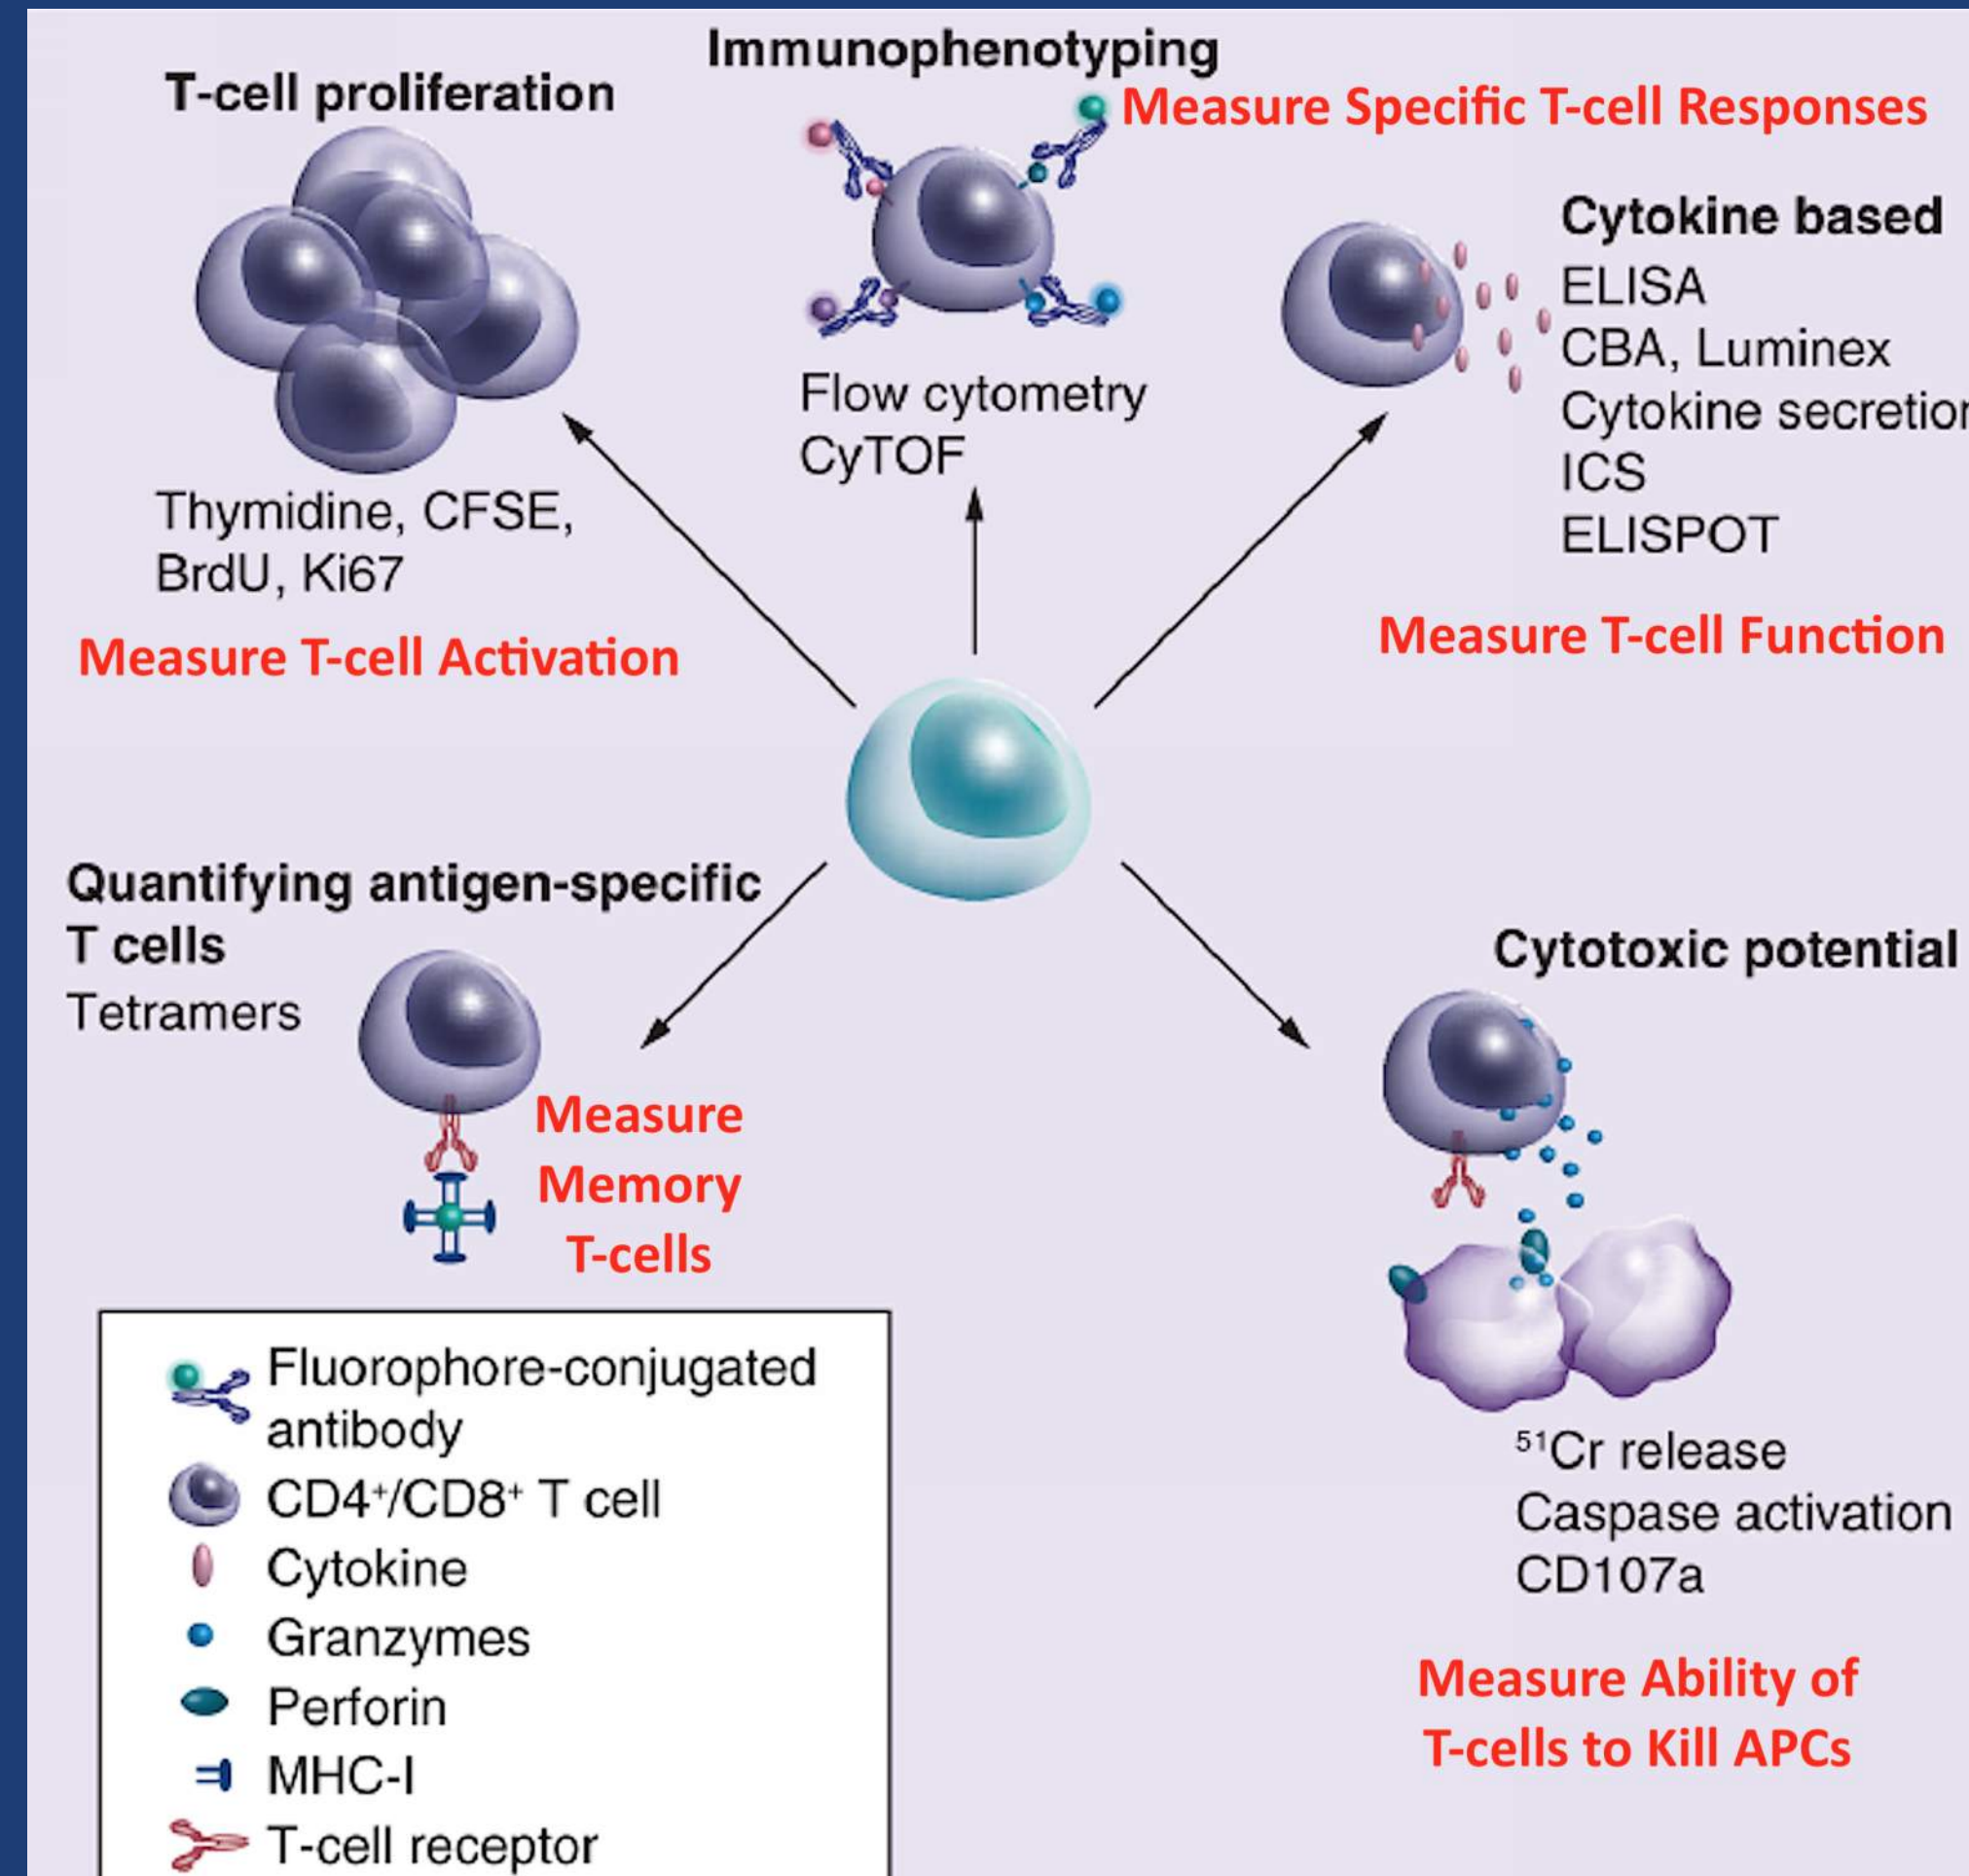 T-cell proliferation
Thymidine, CFSE,
BrdU, Ki67
Measure T-cell Activation
Immunophenotyping
Measure Specific T-cell Responses
Flow cytometry
CyTOF
Cytokine based
ELISA
CBA, Luminex
Cytokine secretion
ICS
ELISPOT
Measure T-cell Function
Quantifying antigen-specific
T cells
Tetramers
Measure
Memory
T-cells
Cytotoxic potential
⁵¹Cr release
Caspase activation
CD107a
Measure Ability of
T-cells to Kill APCs
Fluorophore-conjugated
antibody
CD4⁺/CD8⁺ T cell
Cytokine
Granzymes
Perforin
MHC-I
T-cell receptor